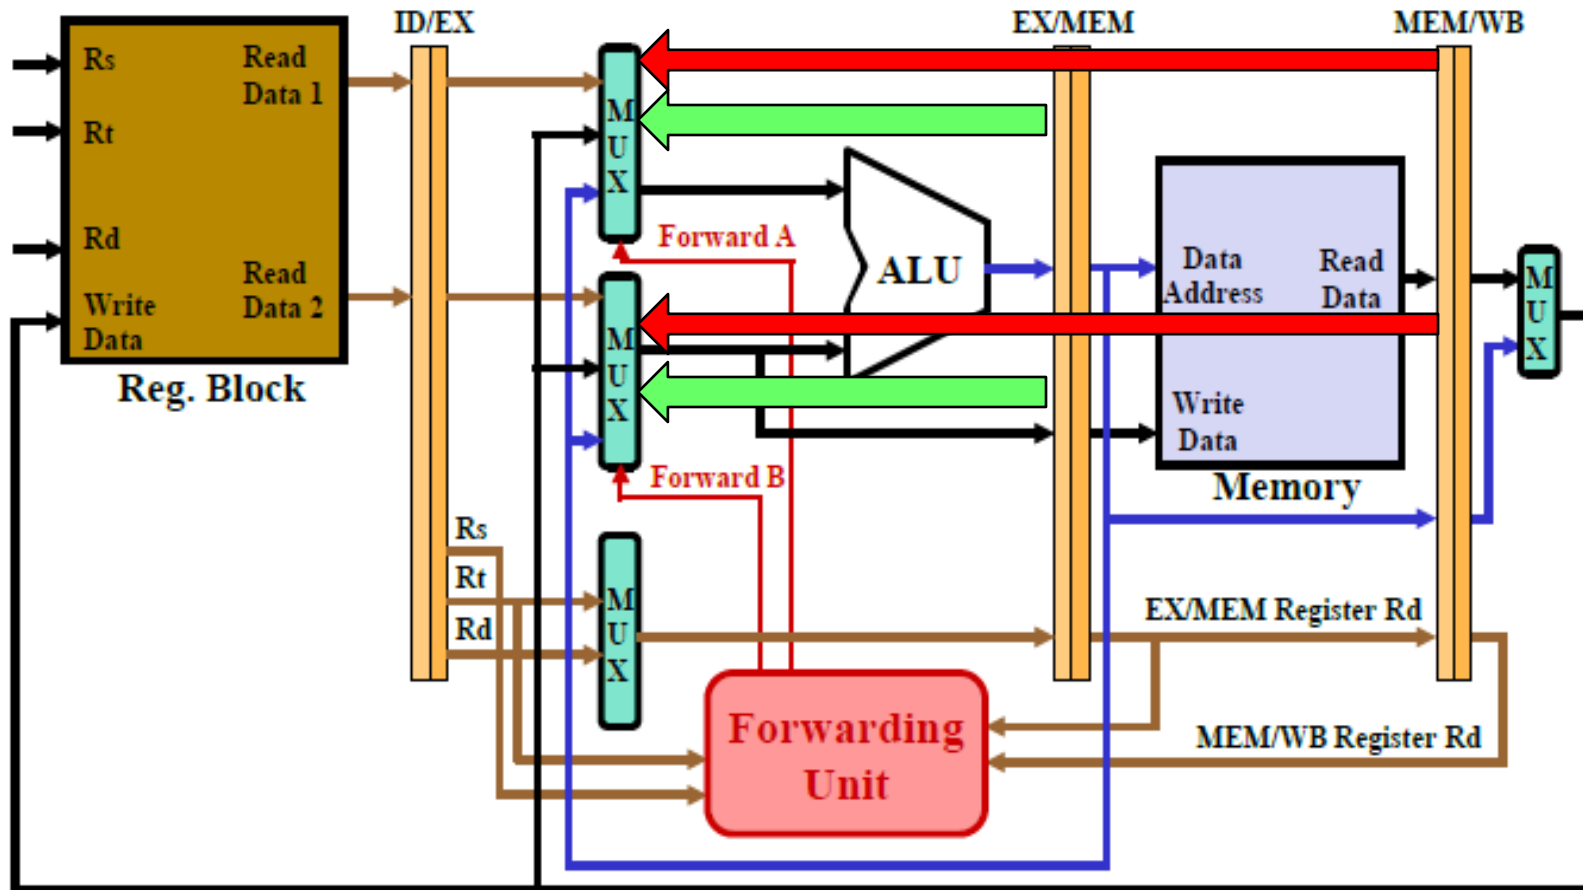 ID/EX
EX/MEM
MEM/WB
Rs
Read
Data 1
Rt
Rd
Read
Data 2
Write
Data
Reg. Block
M
U
X
Forward A
M
U
X
Forward B
ALU
Data
Address
Read
Data
Write
Data
Memory
M
U
X
Rs
Rt
Rd
M
U
X
EX/MEM Register Rd
MEM/WB Register Rd
Forwarding
Unit